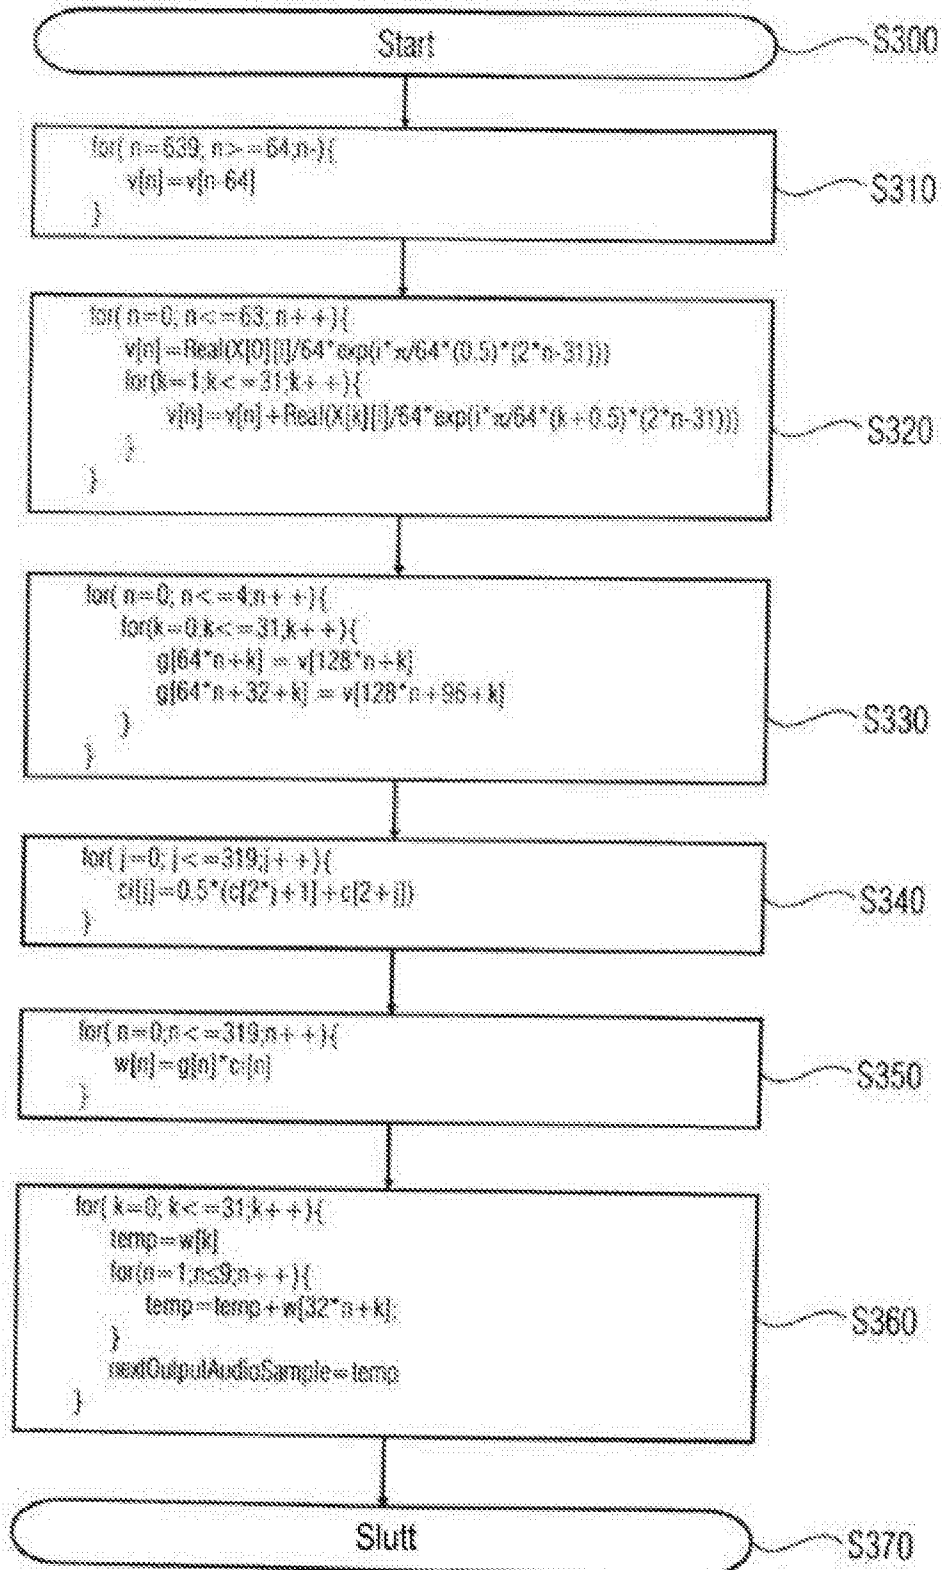 Start
S300
for( n=639; n>=64;n-){
v[n]=v[n-64]
}
S310
for( n=0; n<=63; n++){
v[n]=Real(X[0][l]/64*exp(i*π/64*(0.5)*(2*n-31)))
for(k=1;k<=31;k++){
v[n]=v[n]+Real(X[k][l]/64*exp(i*π/64*(k+0.5)*(2*n-31)))
}
}
S320
for( n=0; n<=4;n++){
for(k=0;k<=31;k++){
g[64*n+k] = v[128*n+k]
g[64*n+32+k] = v[128*n+96+k]
}
}
S330
for( j=0; j<=319;j++){
ci[j]=0.5*(c[2*j+1]+c[2+j])
}
S340
for( n=0;n<=319;n++){
w[n]=g[n]*ci[n]
}
S350
for( k=0; k<=31;k++){
temp=w[k]
for(n=1;n≤9;n++){
temp=temp+w[32*n+k];
}
nextOutputAudioSample=temp
}
S360
Slutt
S370